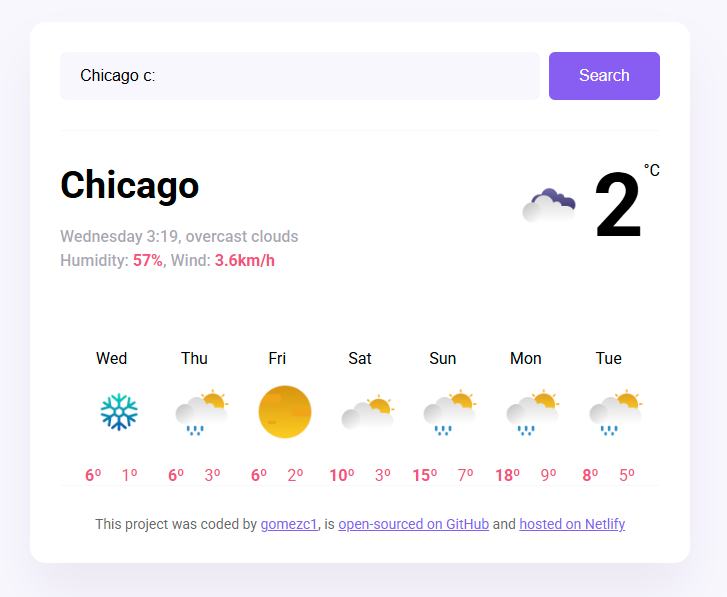 Chicago c:
Search
Chicago
2 °C
Wednesday 3:19, overcast clouds
Humidity: 57%, Wind: 3.6km/h
Wed Thu Fri Sat Sun Mon Tue
6º 1º 6º 3º 6º 2º 10º 3º 15º 7º 18º 9º 8º 5º
This project was coded by gomezc1, is open-sourced on GitHub and hosted on Netlify